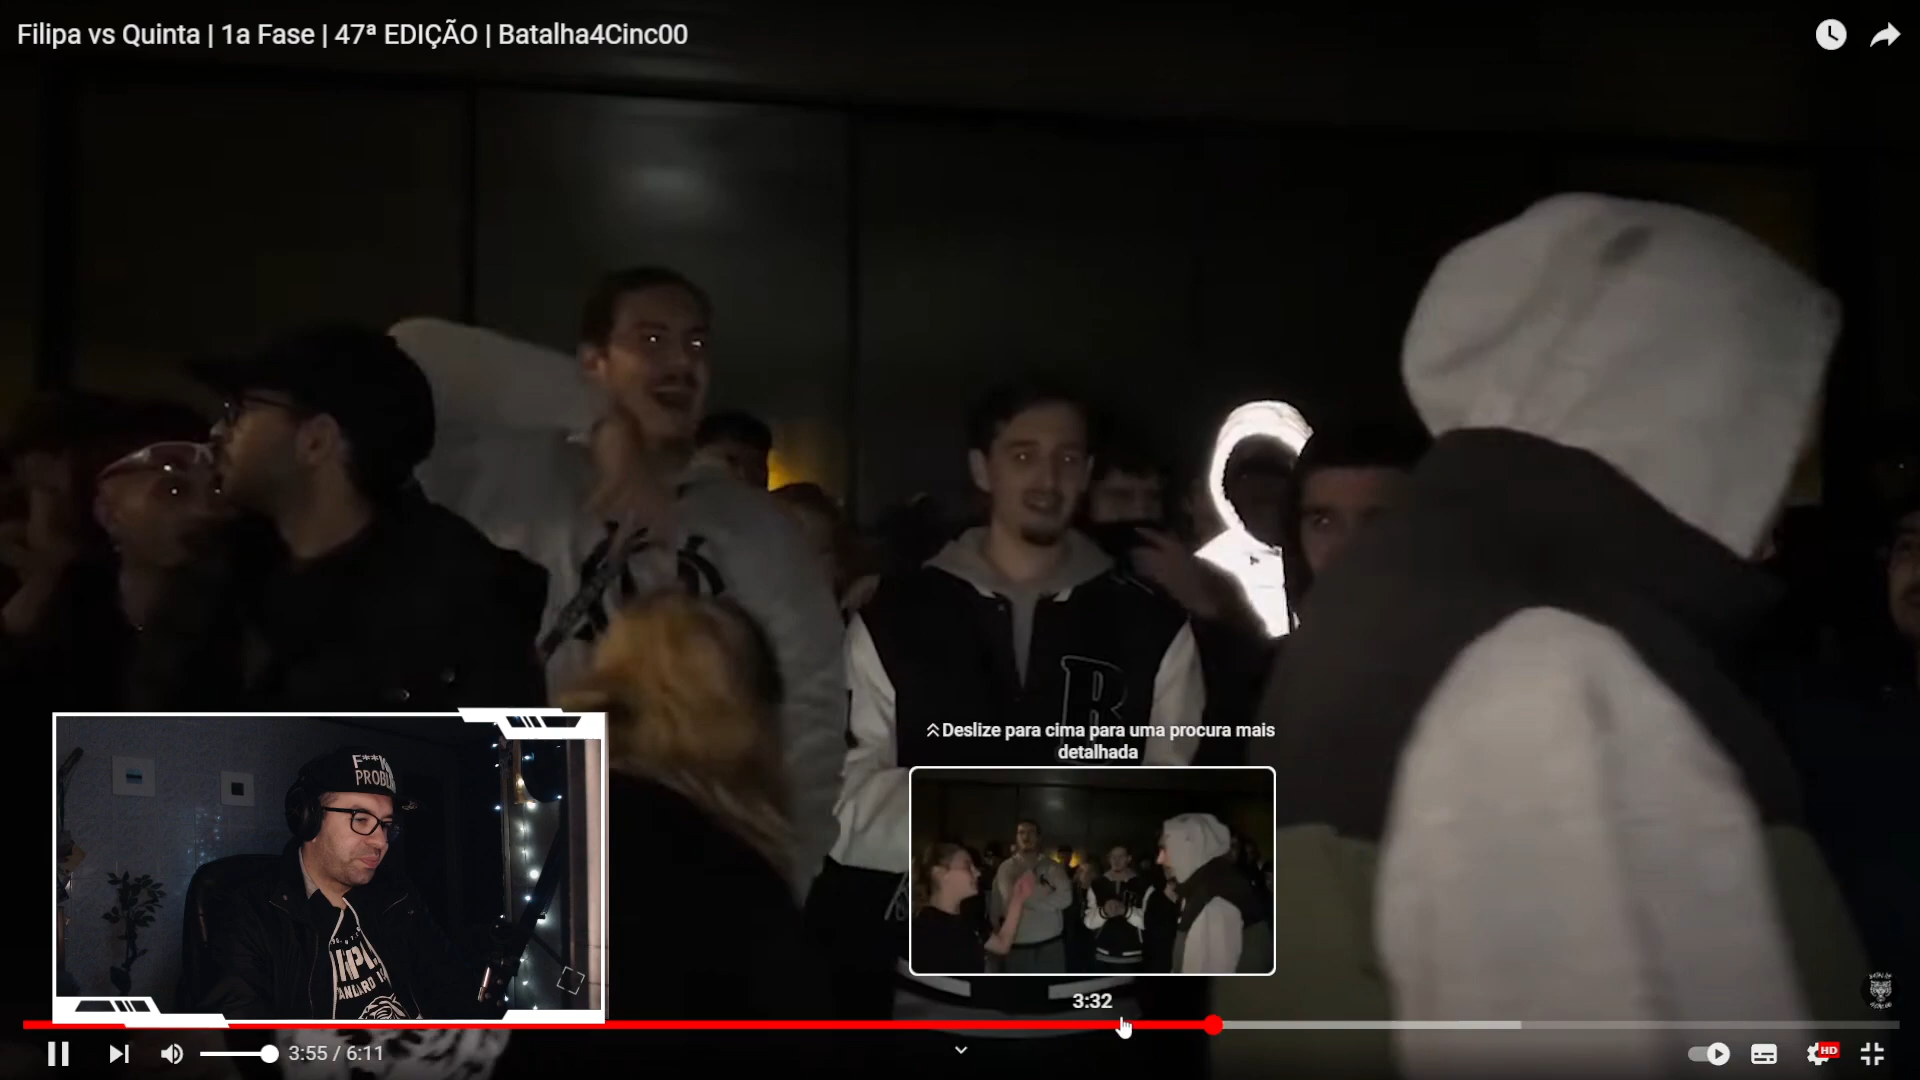 Filipa vs Quinta | 1a Fase | 47ª EDIÇÃO | Batalha4Cinc00
B
Deslize para cima para uma procura mais
detalhada
F**K
PROBL
3:32
3:55 / 6:11
HD